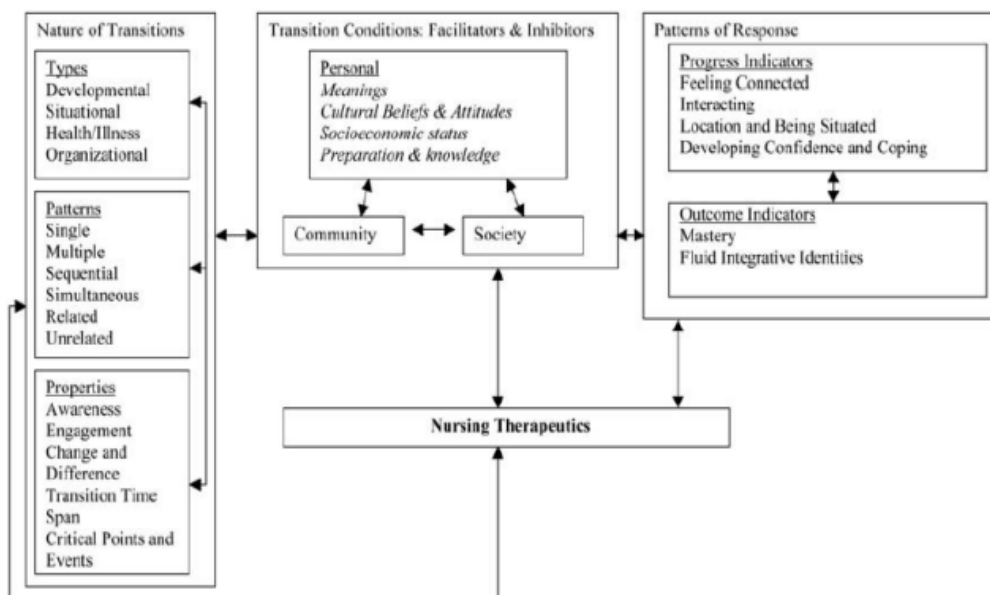 Nature of Transitions
Types
Developmental
Situational
Health/Illness
Organizational
Patterns
Single
Multiple
Sequential
Simultaneous
Related
Unrelated
Properties
Awareness
Engagement
Change and
Difference
Transition Time
Span
Critical Points and
Events
Transition Conditions: Facilitators & Inhibitors
Personal
Meanings
Cultural Beliefs & Attitudes
Socioeconomic status
Preparation & knowledge
Community
Society
Patterns of Response
Progress Indicators
Feeling Connected
Interacting
Location and Being Situated
Developing Confidence and Coping
Outcome Indicators
Mastery
Fluid Integrative Identities
Nursing Therapeutics